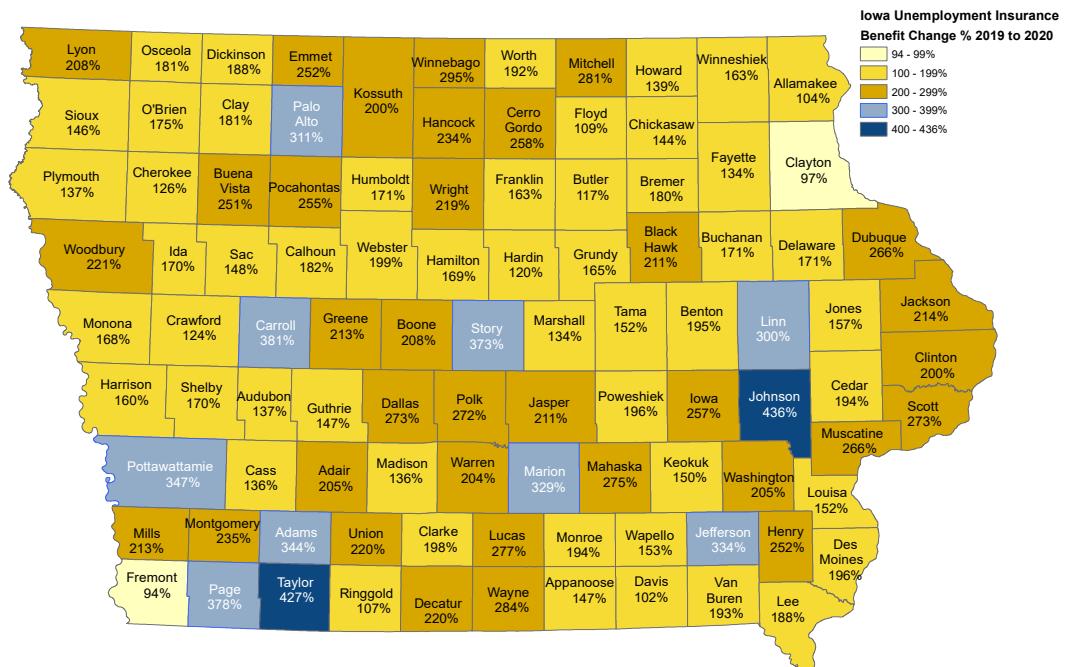 Iowa Unemployment Insurance
Benefit Change % 2019 to 2020
94 - 99%
100 - 199%
200 - 299%
300 - 399%
400 - 436%
Lyon
208%
Osceola
181%
Dickinson
188%
Emmet
252%
Kossuth
200%
Winnebago
295%
Worth
192%
Mitchell
281%
Howard
139%
Winneshiek
163%
Allamakee
104%
Sioux
146%
O'Brien
175%
Clay
181%
Palo
Alto
311%
Hancock
234%
Cerro
Gordo
258%
Floyd
109%
Chickasaw
144%
Fayette
134%
Clayton
97%
Plymouth
137%
Cherokee
126%
Buena
Vista
251%
Pocahontas
255%
Humboldt
171%
Wright
219%
Franklin
163%
Butler
117%
Bremer
180%
Woodbury
221%
Ida
170%
Sac
148%
Calhoun
182%
Webster
199%
Hamilton
169%
Hardin
120%
Grundy
165%
Black
Hawk
211%
Buchanan
171%
Delaware
171%
Dubuque
266%
Monona
168%
Crawford
124%
Carroll
381%
Greene
213%
Boone
208%
Story
373%
Marshall
134%
Tama
152%
Benton
195%
Linn
300%
Jones
157%
Jackson
214%
Clinton
200%
Harrison
160%
Shelby
170%
Audubon
137%
Guthrie
147%
Dallas
273%
Polk
272%
Jasper
211%
Poweshiek
196%
Iowa
257%
Johnson
436%
Cedar
194%
Scott
273%
Muscatine
266%
Pottawattamie
347%
Cass
136%
Adair
205%
Madison
136%
Warren
204%
Marion
329%
Mahaska
275%
Keokuk
150%
Washington
205%
Louisa
152%
Mills
213%
Montgomery
235%
Adams
344%
Union
220%
Clarke
198%
Lucas
277%
Monroe
194%
Wapello
153%
Jefferson
334%
Henry
252%
Des
Moines
196%
Fremont
94%
Page
378%
Taylor
427%
Ringgold
107%
Decatur
220%
Wayne
284%
Appanoose
147%
Davis
102%
Van
Buren
193%
Lee
188%